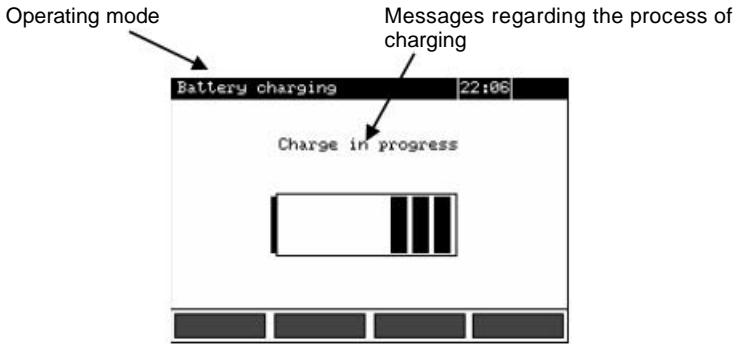 Operating mode
Messages regarding the process of
charging
Battery charging 22:06
Charge in progress